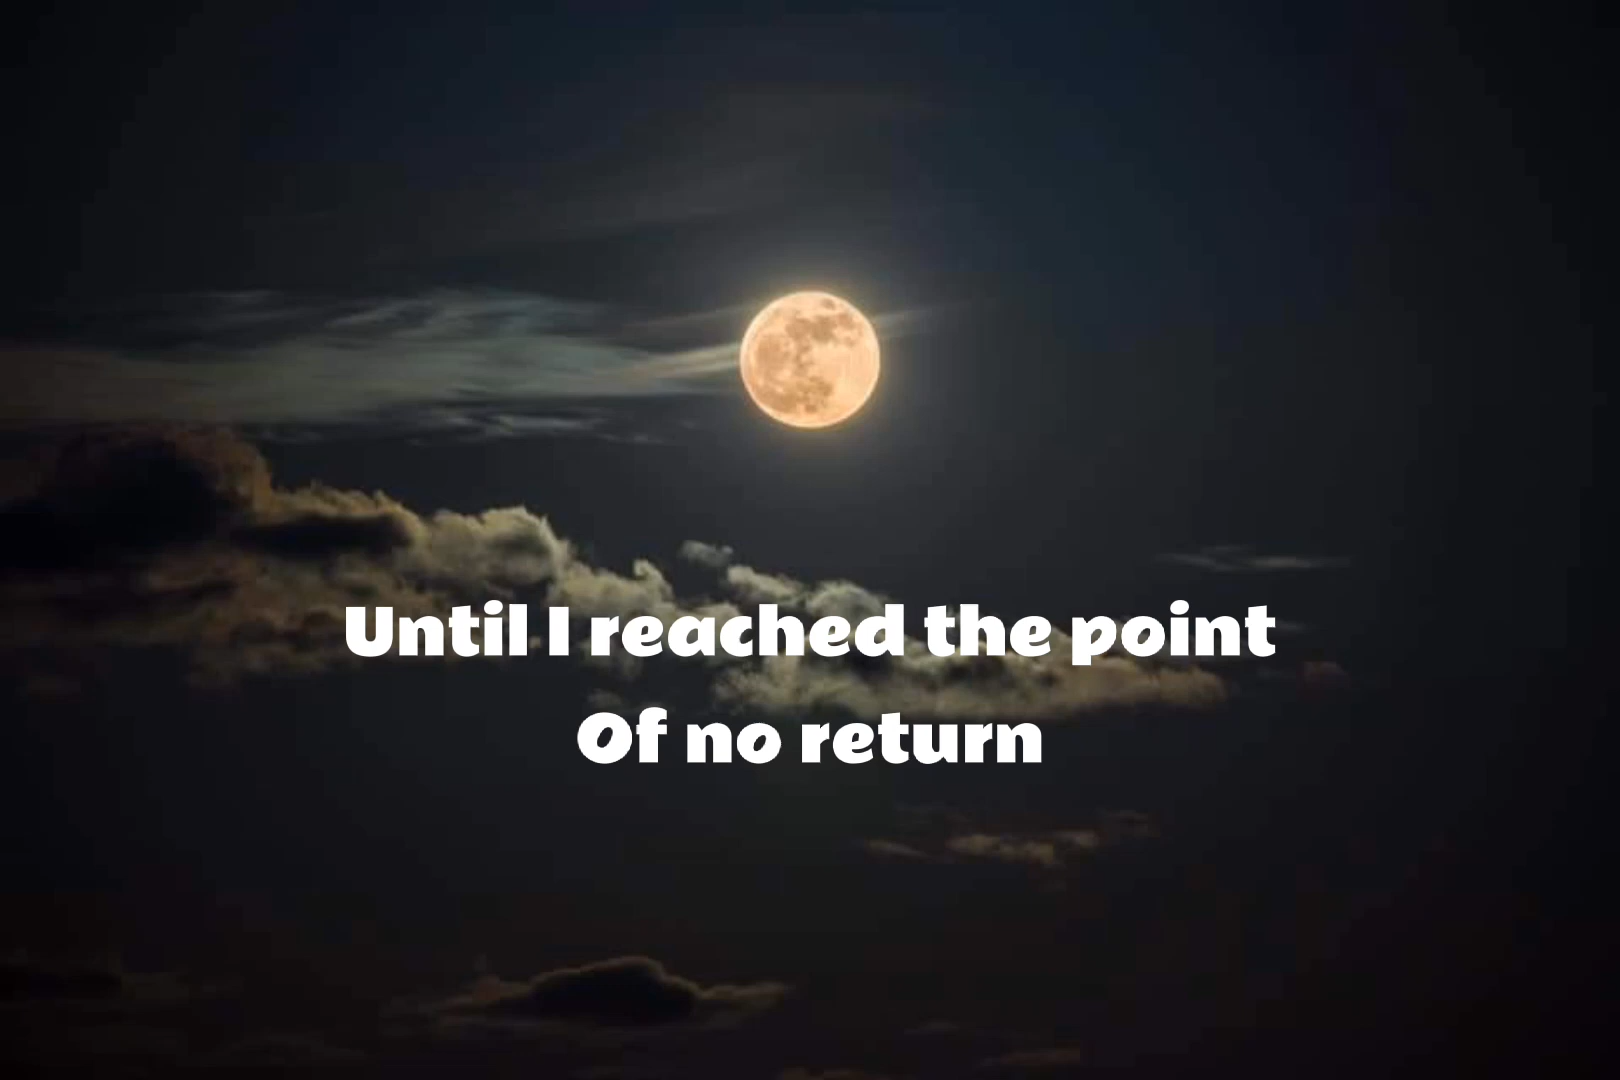 Until I reached the point
Of no return